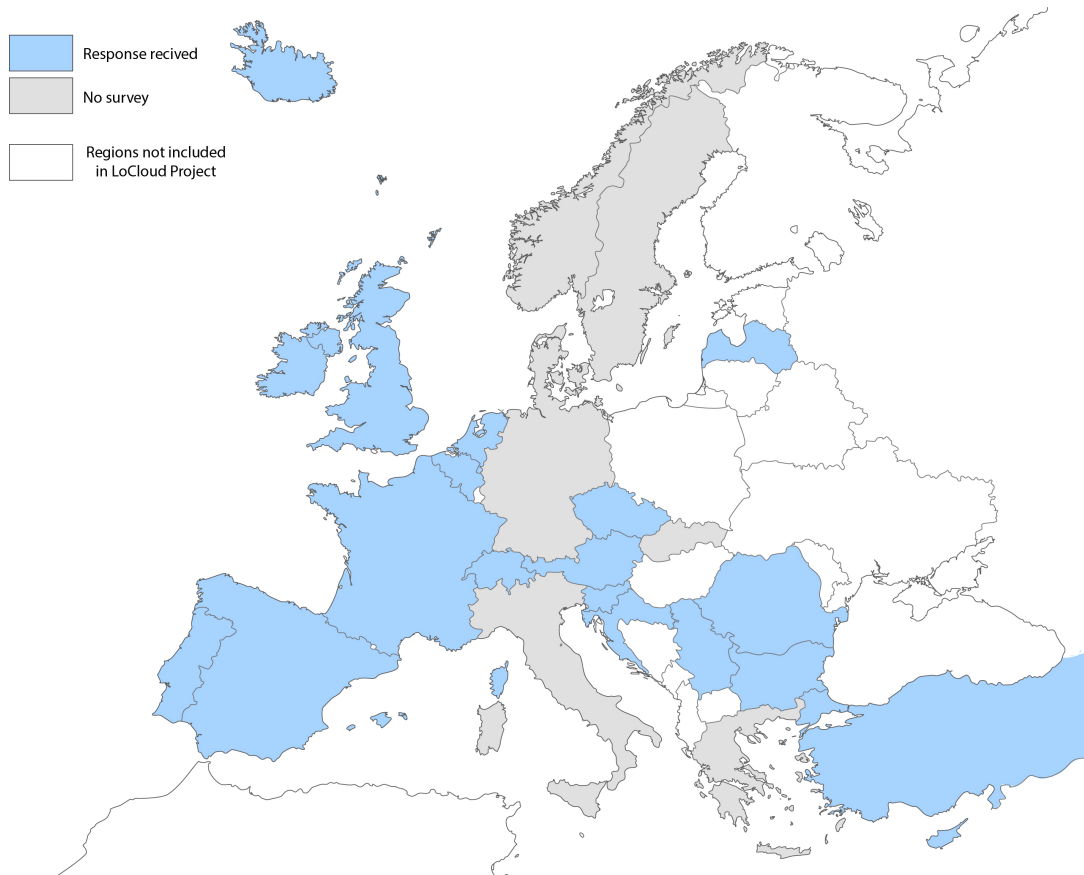 Response recived
No survey
Regions not included
in LoCloud Project